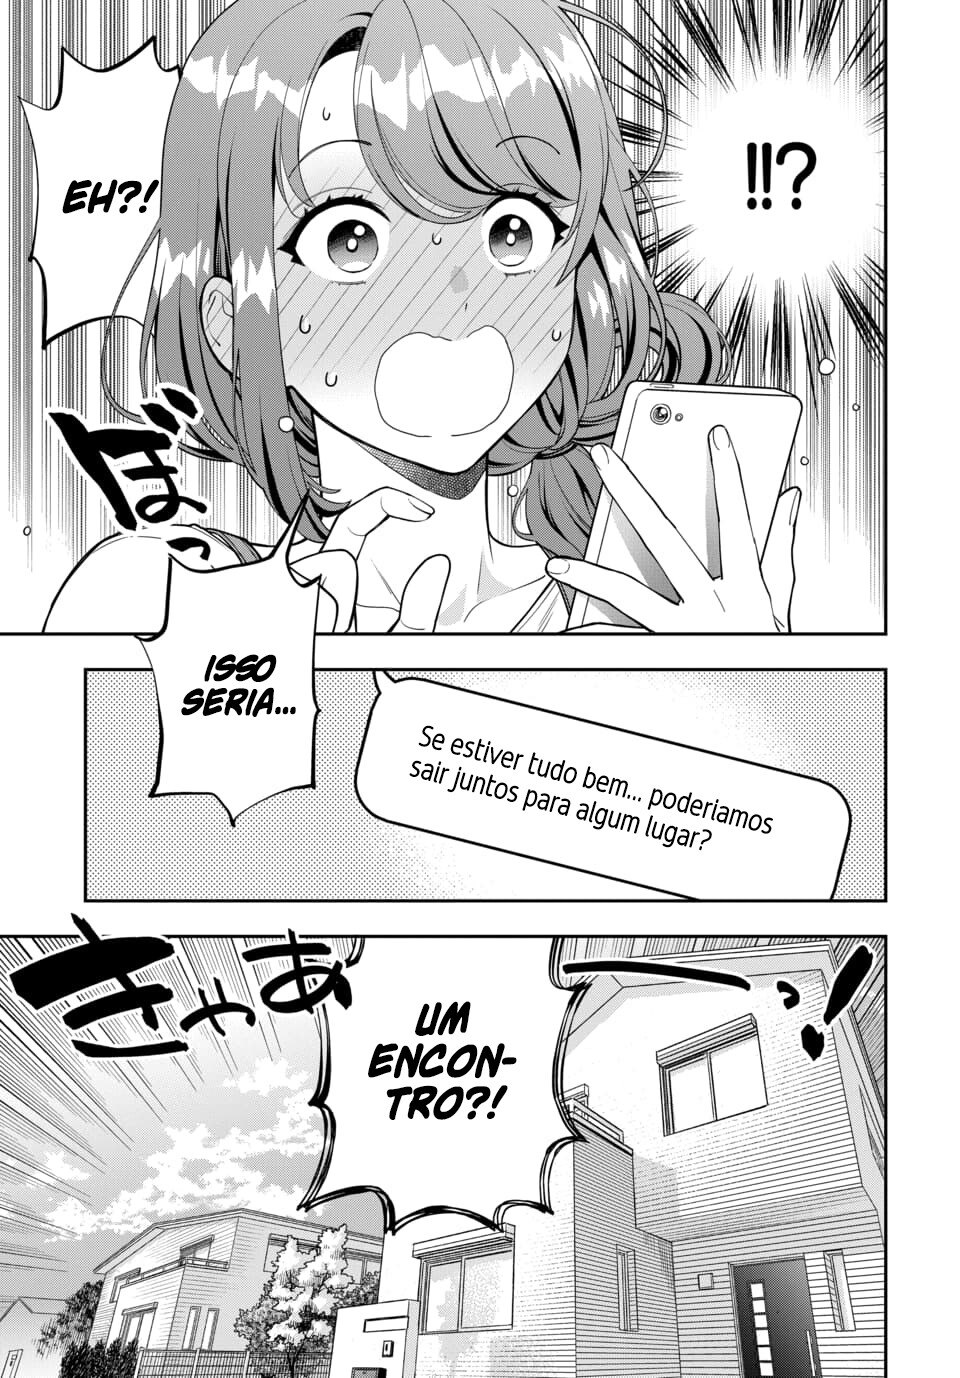 !!?
EH?!
ぼっ
ISSO
SERIA...
Se estiver tudo bem... poderiamos
sair juntos para algum lugar?
UM
ENCON-
TRO?!
きゃあーっ!